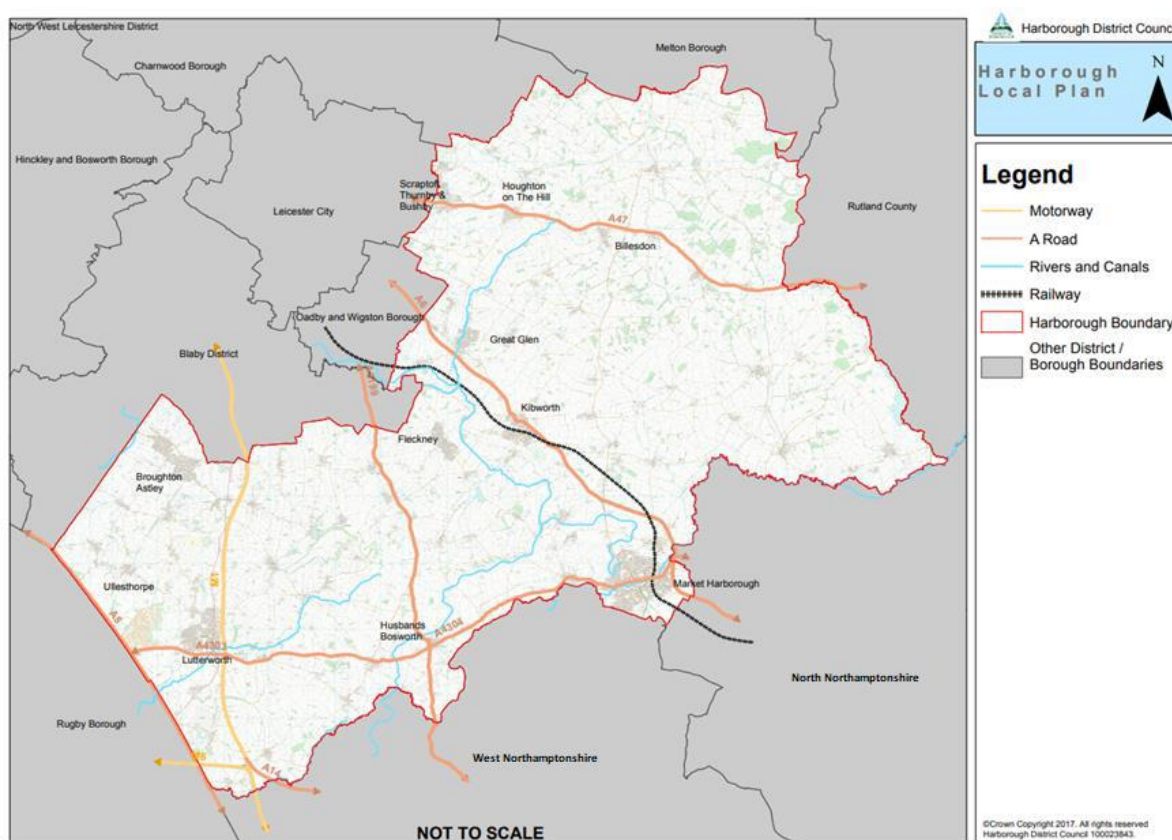 North West Leicestershire District
Charnwood Borough
Melton Borough
Hinckley and Bosworth Borough
Leicester City
Scraptoft,
Thurnby &
Bushby
Houghton
on The Hill
Rutland County
A47
Billesdon
A6
Oadby and Wigston Borough
Great Glen
Blaby District
A5199
Kibworth
Fleckney
Broughton
Astley
M1
Ullesthorpe
Market Harborough
A5
Husbands
Bosworth
A4304
A4303
Lutterworth
North Northamptonshire
Rugby Borough
M6
A14
West Northamptonshire
NOT TO SCALE
Harborough District Counc
Harborough
Local Plan
N
Legend
Motorway
A Road
Rivers and Canals
Railway
Harborough Boundary
Other District /
Borough Boundaries
©Crown Copyright 2017. All rights reserved
Harborough District Council 100023843.